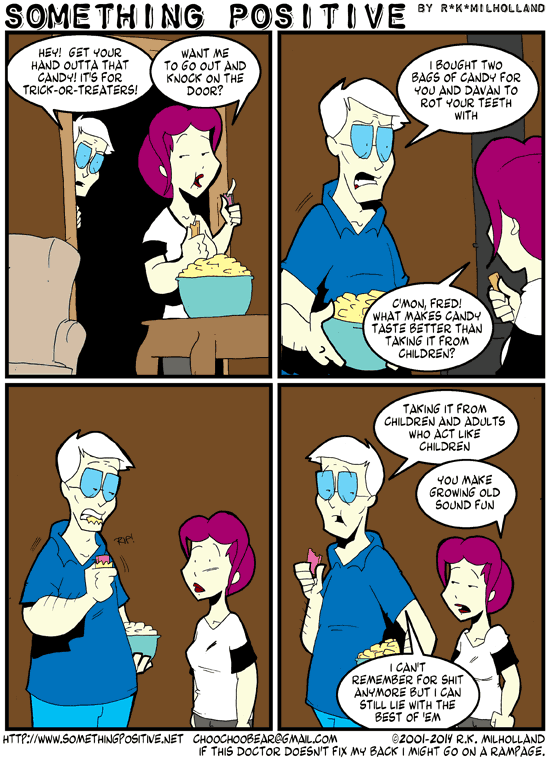 SOMETHING POSITIVE BY R*K*MILHOLLAND
HEY! GET YOUR
HAND OUTTA THAT
CANDY! IT'S FOR
TRICK-OR-TREATERS!
WANT ME
TO GO OUT AND
KNOCK ON THE
DOOR?
I BOUGHT TWO
BAGS OF CANDY FOR
YOU AND DAVAN TO
ROT YOUR TEETH
WITH
C'MON, FRED!
WHAT MAKES CANDY
TASTE BETTER THAN
TAKING IT FROM
CHILDREN?
RIP!
TAKING IT FROM
CHILDREN AND ADULTS
WHO ACT LIKE
CHILDREN
YOU MAKE
GROWING OLD
SOUND FUN
I CAN'T
REMEMBER FOR SHIT
ANYMORE BUT I CAN
STILL LIE WITH THE
BEST OF 'EM
HTTP://WWW.SOMETHINGPOSITIVE.NET CHOOCHOOBEAR@GMAIL.COM ©2001-2014 R.K. MILHOLLAND
IF THIS DOCTOR DOESN'T FIX MY BACK I MIGHT GO ON A RAMPAGE.